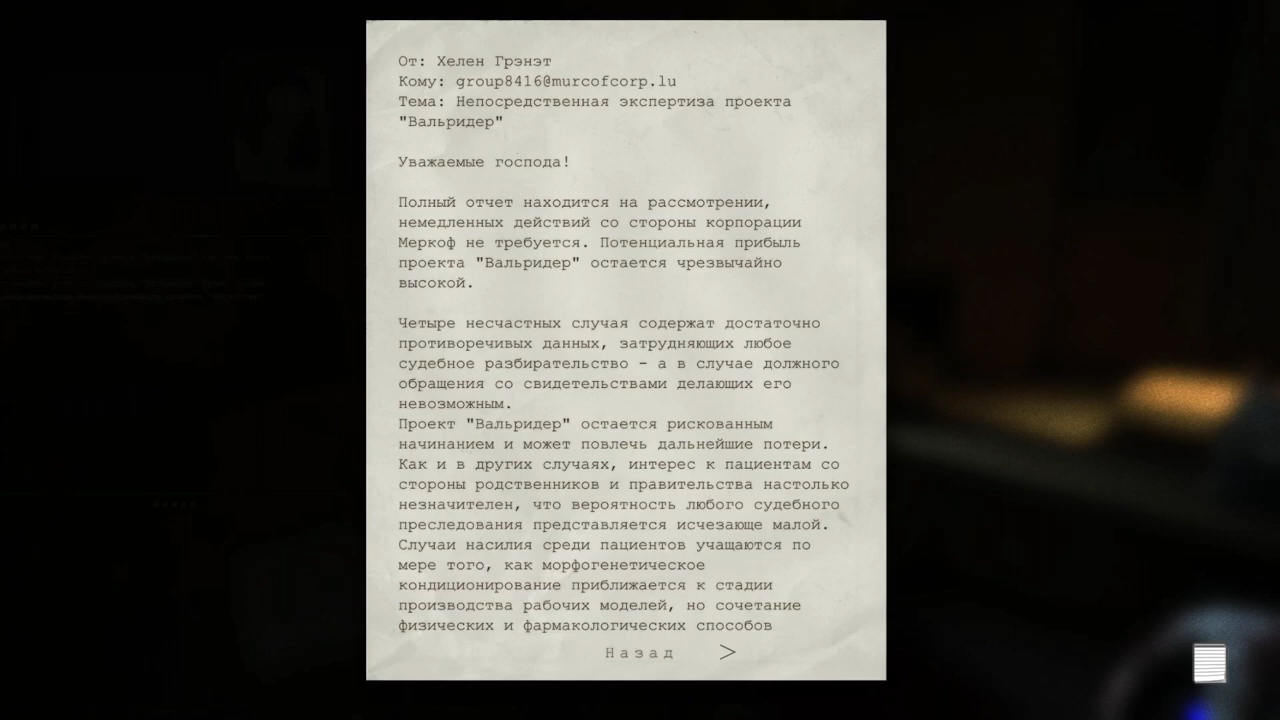 От: Хелен Грэнэт
Кому: group8416@murcofcorp.lu
Тема: Непосредственная экспертиза проекта
"Вальридер"
Уважаемые господа!
Полный отчет находится на рассмотрении,
немедленных действий со стороны корпорации
Меркоф не требуется. Потенциальная прибыль
проекта "Вальридер" остается чрезвычайно
высокой.
Четыре несчастных случая содержат достаточно
противоречивых данных, затрудняющих любое
судебное разбирательство - а в случае должного
обращения со свидетельствами делающих его
невозможным.
Проект "Вальридер" остается рискованным
начинанием и может повлечь дальнейшие потери.
Как и в других случаях, интерес к пациентам со
стороны родственников и правительства настолько
незначителен, что вероятность любого судебного
преследования представляется исчезающе малой.
Случаи насилия среди пациентов учащаются по
мере того, как морфогенетическое
кондиционирование приближается к стадии
производства рабочих моделей, но сочетание
физических и фармакологических способов
Назад >